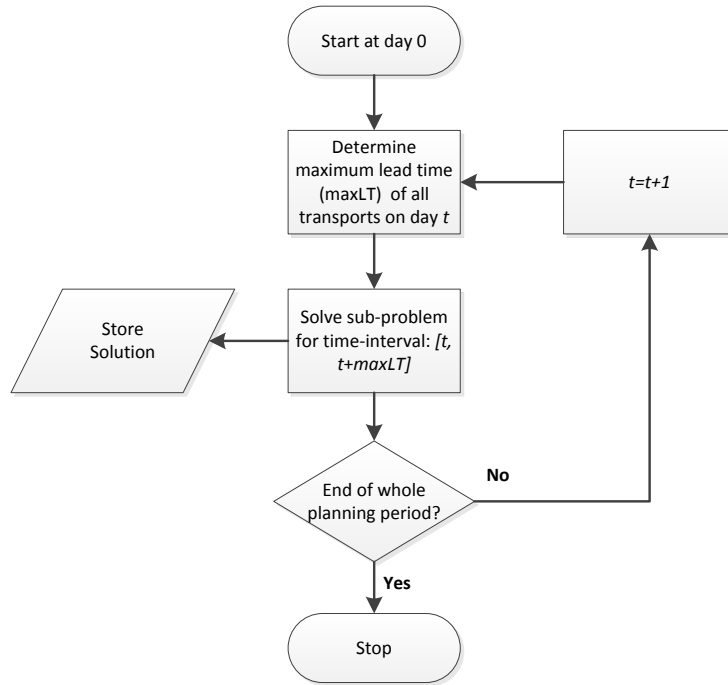 Start at day 0
Determine
maximum lead time
(maxLT) of all
transports on day t
t=t+1
Solve sub-problem
for time-interval: [t,
t+maxLT]
Store
Solution
End of whole
planning period?
No
Yes
Stop